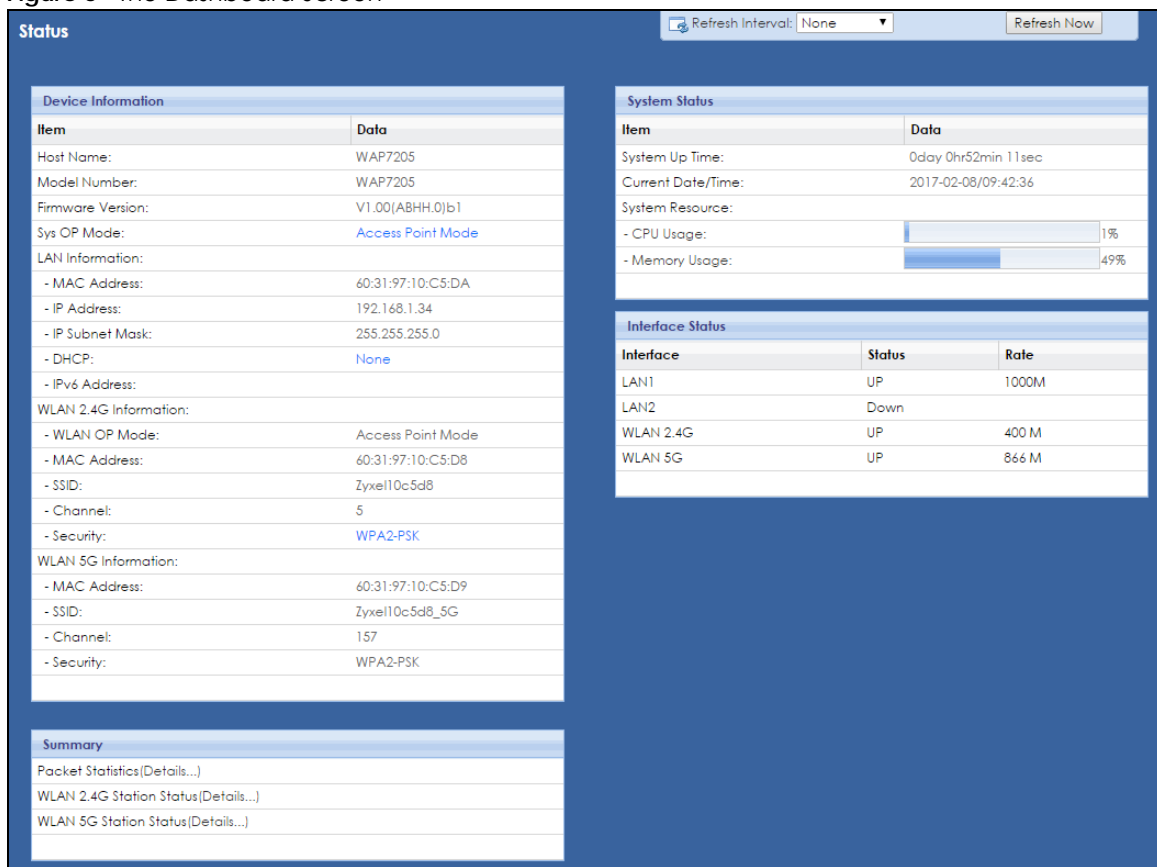 Status
Refresh Interval: None
Refresh Now
Device Information
Item Data
Host Name: WAP7205
Model Number: WAP7205
Firmware Version: V1.00(ABHH.0)b1
Sys OP Mode: Access Point Mode
LAN Information:
- MAC Address: 60:31:97:10:C5:DA
- IP Address: 192.168.1.34
- IP Subnet Mask: 255.255.255.0
- DHCP: None
- IPv6 Address:
WLAN 2.4G Information:
- WLAN OP Mode: Access Point Mode
- MAC Address: 60:31:97:10:C5:D8
- SSID: Zyxel10c5d8
- Channel: 5
- Security: WPA2-PSK
WLAN 5G Information:
- MAC Address: 60:31:97:10:C5:D9
- SSID: Zyxel10c5d8_5G
- Channel: 157
- Security: WPA2-PSK
Summary
Packet Statistics(Details...)
WLAN 2.4G Station Status(Details...)
WLAN 5G Station Status(Details...)
System Status
Item Data
System Up Time: 0day 0hr52min 11sec
Current Date/Time: 2017-02-08/09:42:36
System Resource:
- CPU Usage: 1%
- Memory Usage: 49%
Interface Status
Interface Status Rate
LAN1 UP 1000M
LAN2 Down
WLAN 2.4G UP 400 M
WLAN 5G UP 866 M